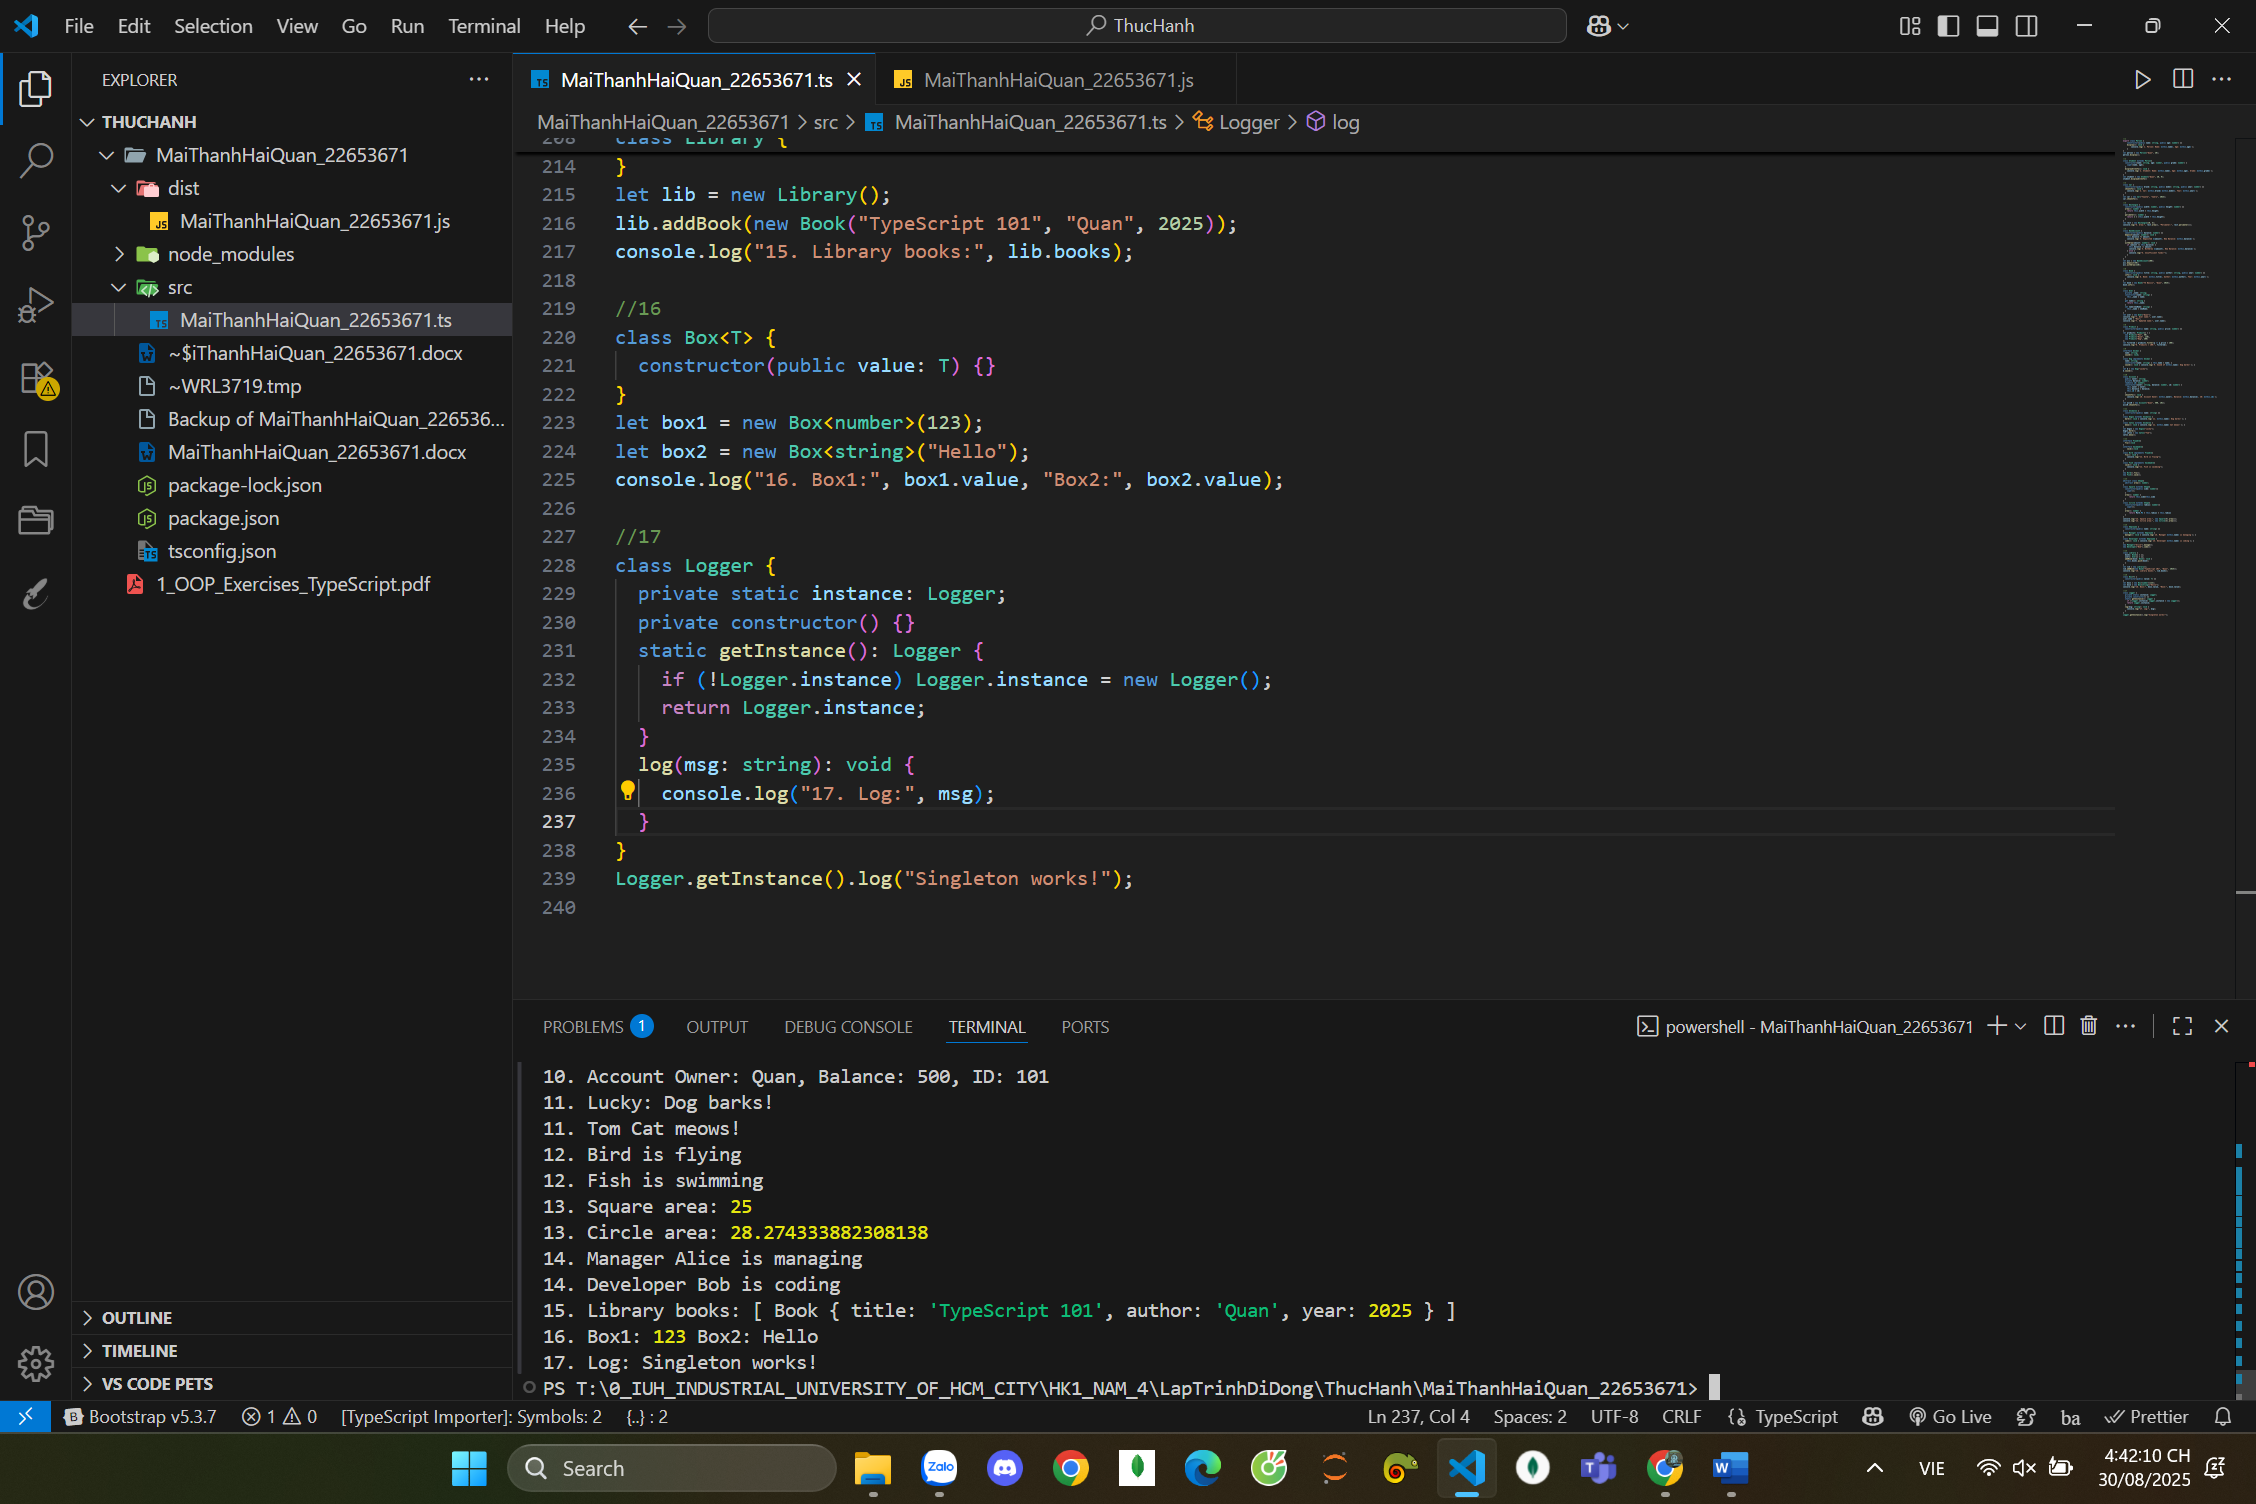 File Edit Selection View Go Run Terminal Help ThucHanh
EXPLORER
THUCHANH
MaiThanhHaiQuan_22653671
dist
MaiThanhHaiQuan_22653671.js
node_modules
src
MaiThanhHaiQuan_22653671.ts
~$iThanhHaiQuan_22653671.docx
~WRL3719.tmp
Backup of MaiThanhHaiQuan_226536...
MaiThanhHaiQuan_22653671.docx
package-lock.json
package.json
tsconfig.json
1_OOP_Exercises_TypeScript.pdf
OUTLINE
TIMELINE
VS CODE PETS
MaiThanhHaiQuan_22653671.ts MaiThanhHaiQuan_22653671.js
MaiThanhHaiQuan_22653671 > src > MaiThanhHaiQuan_22653671.ts > Logger > log
208 class Library {
214 }
215 let lib = new Library();
216 lib.addBook(new Book("TypeScript 101", "Quan", 2025));
217 console.log("15. Library books:", lib.books);
218
219 //16
220 class Box<T> {
221 constructor(public value: T) {}
222 }
223 let box1 = new Box<number>(123);
224 let box2 = new Box<string>("Hello");
225 console.log("16. Box1:", box1.value, "Box2:", box2.value);
226
227 //17
228 class Logger {
229 private static instance: Logger;
230 private constructor() {}
231 static getInstance(): Logger {
232 if (!Logger.instance) Logger.instance = new Logger();
233 return Logger.instance;
234 }
235 log(msg: string): void {
236 console.log("17. Log:", msg);
237 }
238 }
239 Logger.getInstance().log("Singleton works!");
240
PROBLEMS 1 OUTPUT DEBUG CONSOLE TERMINAL PORTS powershell - MaiThanhHaiQuan_22653671
10. Account Owner: Quan, Balance: 500, ID: 101
11. Lucky: Dog barks!
11. Tom Cat meows!
12. Bird is flying
12. Fish is swimming
13. Square area: 25
13. Circle area: 28.274333882308138
14. Manager Alice is managing
14. Developer Bob is coding
15. Library books: [ Book { title: 'TypeScript 101', author: 'Quan', year: 2025 } ]
16. Box1: 123 Box2: Hello
17. Log: Singleton works!
PS T:\0_IUH_INDUSTRIAL_UNIVERSITY_OF_HCM_CITY\HK1_NAM_4\LapTrinhDiDong\ThucHanh\MaiThanhHaiQuan_22653671>
Bootstrap v5.3.7 1 0 [TypeScript Importer]: Symbols: 2 {..} : 2 Ln 237, Col 4 Spaces: 2 UTF-8 CRLF TypeScript Go Live ba Prettier
Search Zalo VIE 4:42:10 CH
30/08/2025